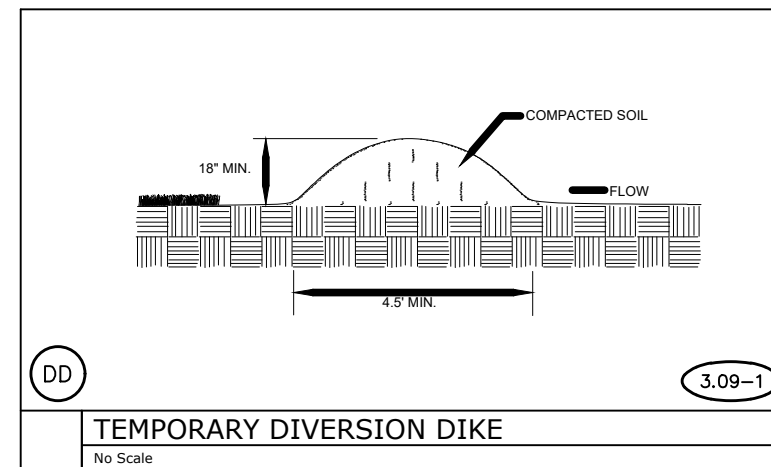 COMPACTED SOIL
18" MIN.
FLOW
4.5' MIN.
DD
3.09-1
TEMPORARY DIVERSION DIKE
No Scale